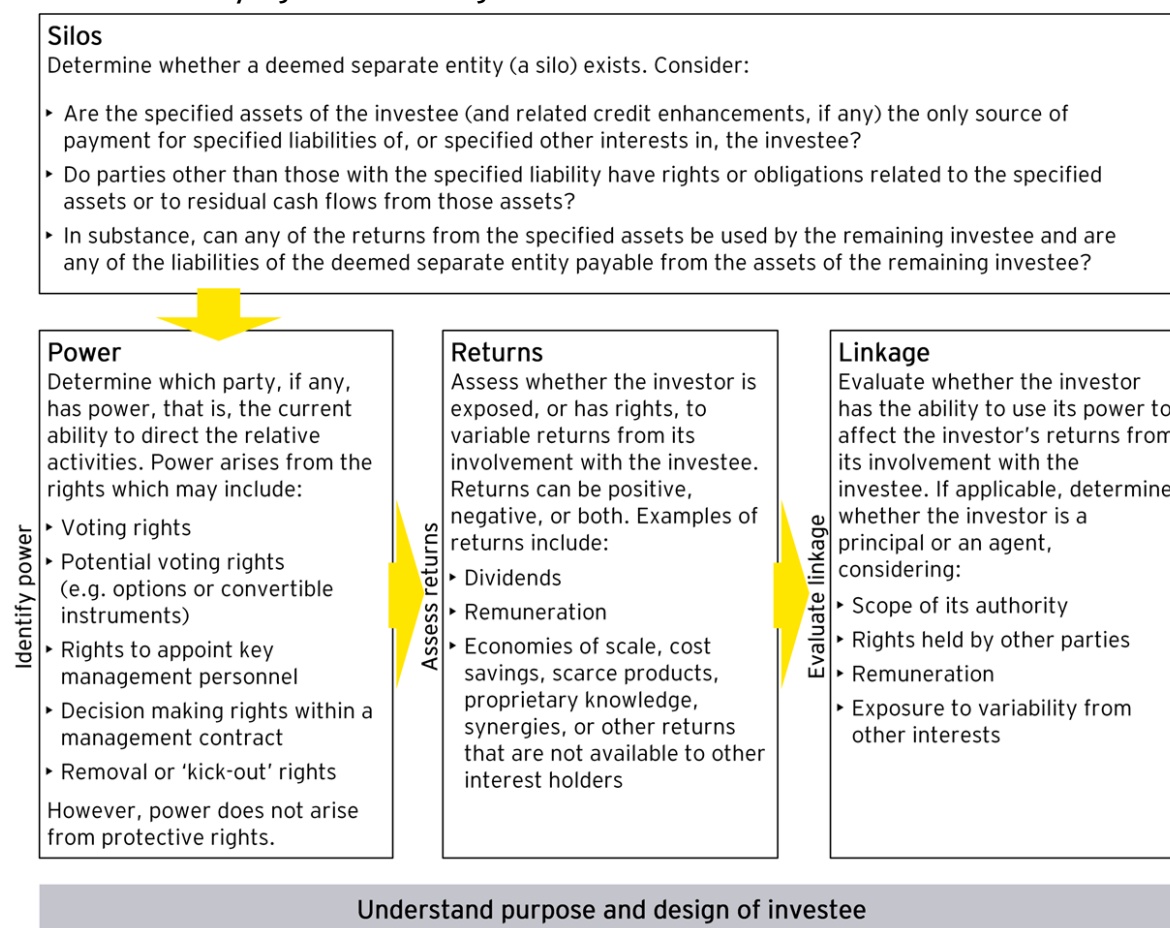 Silos
Determine whether a deemed separate entity (a silo) exists. Consider:
‣ Are the specified assets of the investee (and related credit enhancements, if any) the only source of
payment for specified liabilities of, or specified other interests in, the investee?
‣ Do parties other than those with the specified liability have rights or obligations related to the specified
assets or to residual cash flows from those assets?
‣ In substance, can any of the returns from the specified assets be used by the remaining investee and are
any of the liabilities of the deemed separate entity payable from the assets of the remaining investee?
Identify power
Power
Determine which party, if any,
has power, that is, the current
ability to direct the relative
activities. Power arises from the
rights which may include:
‣ Voting rights
‣ Potential voting rights
(e.g. options or convertible
instruments)
‣ Rights to appoint key
management personnel
‣ Decision making rights within a
management contract
‣ Removal or ‘kick-out’ rights
However, power does not arise
from protective rights.
Assess returns
Returns
Assess whether the investor is
exposed, or has rights, to
variable returns from its
involvement with the investee.
Returns can be positive,
negative, or both. Examples of
returns include:
‣ Dividends
‣ Remuneration
‣ Economies of scale, cost
savings, scarce products,
proprietary knowledge,
synergies, or other returns
that are not available to other
interest holders
Evaluate linkage
Linkage
Evaluate whether the investor
has the ability to use its power to
affect the investor’s returns from
its involvement with the
investee. If applicable, determine
whether the investor is a
principal or an agent,
considering:
‣ Scope of its authority
‣ Rights held by other parties
‣ Remuneration
‣ Exposure to variability from
other interests
Understand purpose and design of investee